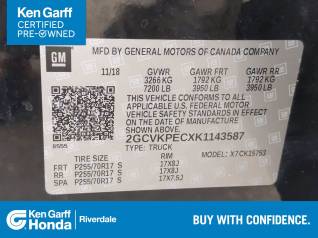 Ken Garff
CERTIFIED
PRE-OWNED
GM
MFD BY GENERAL MOTORS OF CANADA COMPANY
11/18 GVWR GAWR FRT GAWR RR
3266 KG 1792 KG 1792 KG
7200 LB 3950 LB 3950 LB
THIS VEHICLE CONFORMS TO ALL
APPLICABLE U.S. FEDERAL MOTOR
VEHICLE SAFETY STANDARDS IN
EFFECT ON THE DATE OF
MANUFACTURE SHOWN ABOVE.
2GCVKPECXK1143587
TYPE: TRUCK MODEL: X7CK15753
TIRE SIZE RIM
FRT P255/70R17 S 17X8J
RR P255/70R17 S 17X8J
SPA P255/70R17 S 17X7.5J
Ken Garff
HONDA Riverdale
BUY WITH CONFIDENCE.